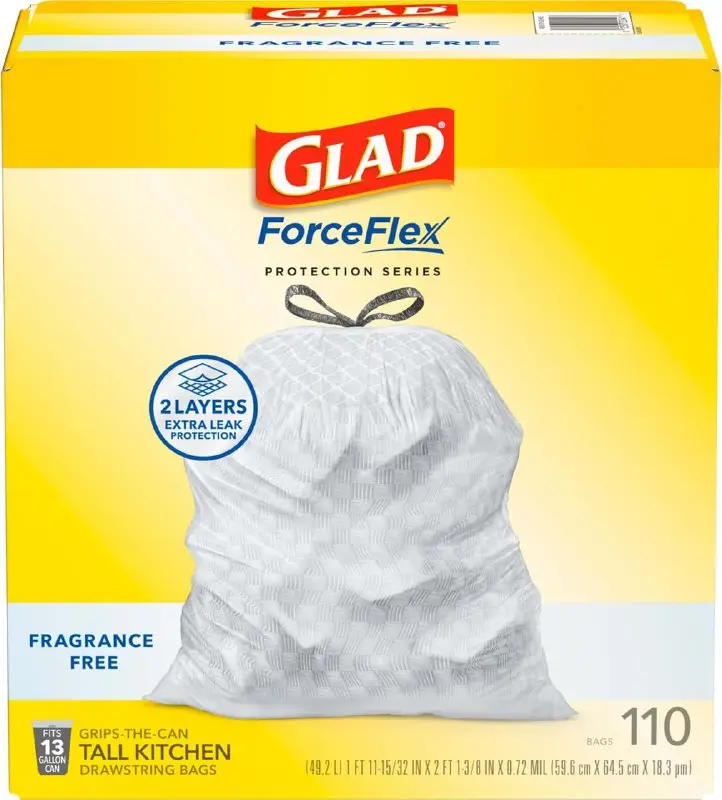 GLAD
FRAGRANCE FREE
GLAD®
ForceFlex
PROTECTION SERIES
2 LAYERS
EXTRA LEAK
PROTECTION
FRAGRANCE
FREE
FITS
13
GALLON
CAN
GRIPS-THE-CAN
TALL KITCHEN
DRAWSTRING BAGS
BAGS 110
(49.2 L) 1 FT 11-15/32 IN X 2 FT 1-3/8 IN X 0.72 MIL (59.6 cm X 64.5 cm X 18.3 µm)